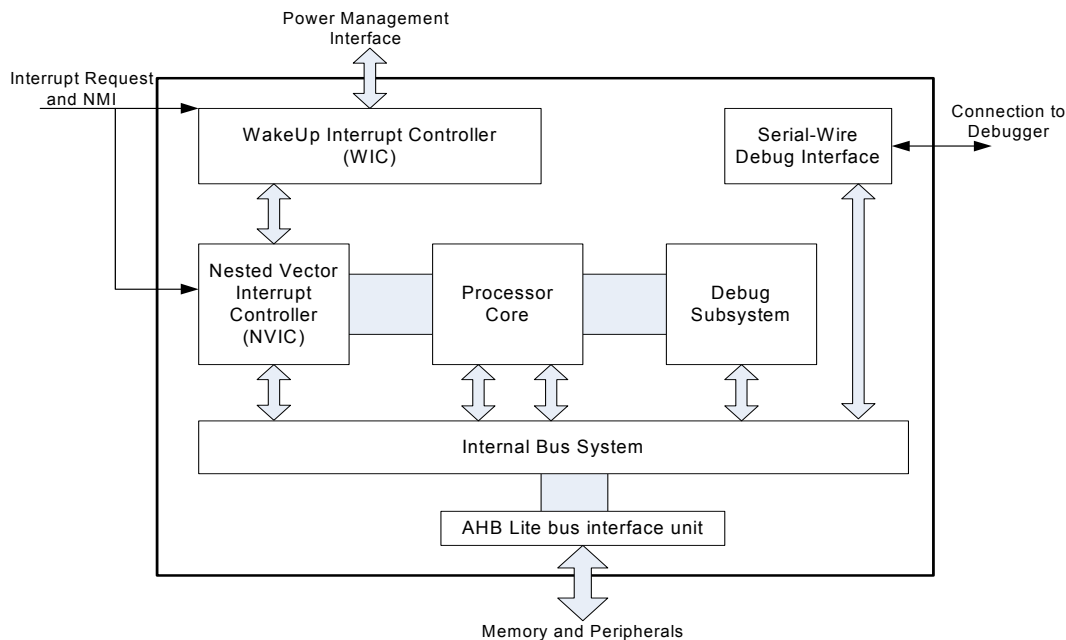 Power Management
Interface
Interrupt Request
and NMI
WakeUp Interrupt Controller
(WIC)
Serial-Wire
Debug Interface
Connection to
Debugger
Nested Vector
Interrupt
Controller
(NVIC)
Processor
Core
Debug
Subsystem
Internal Bus System
AHB Lite bus interface unit
Memory and Peripherals